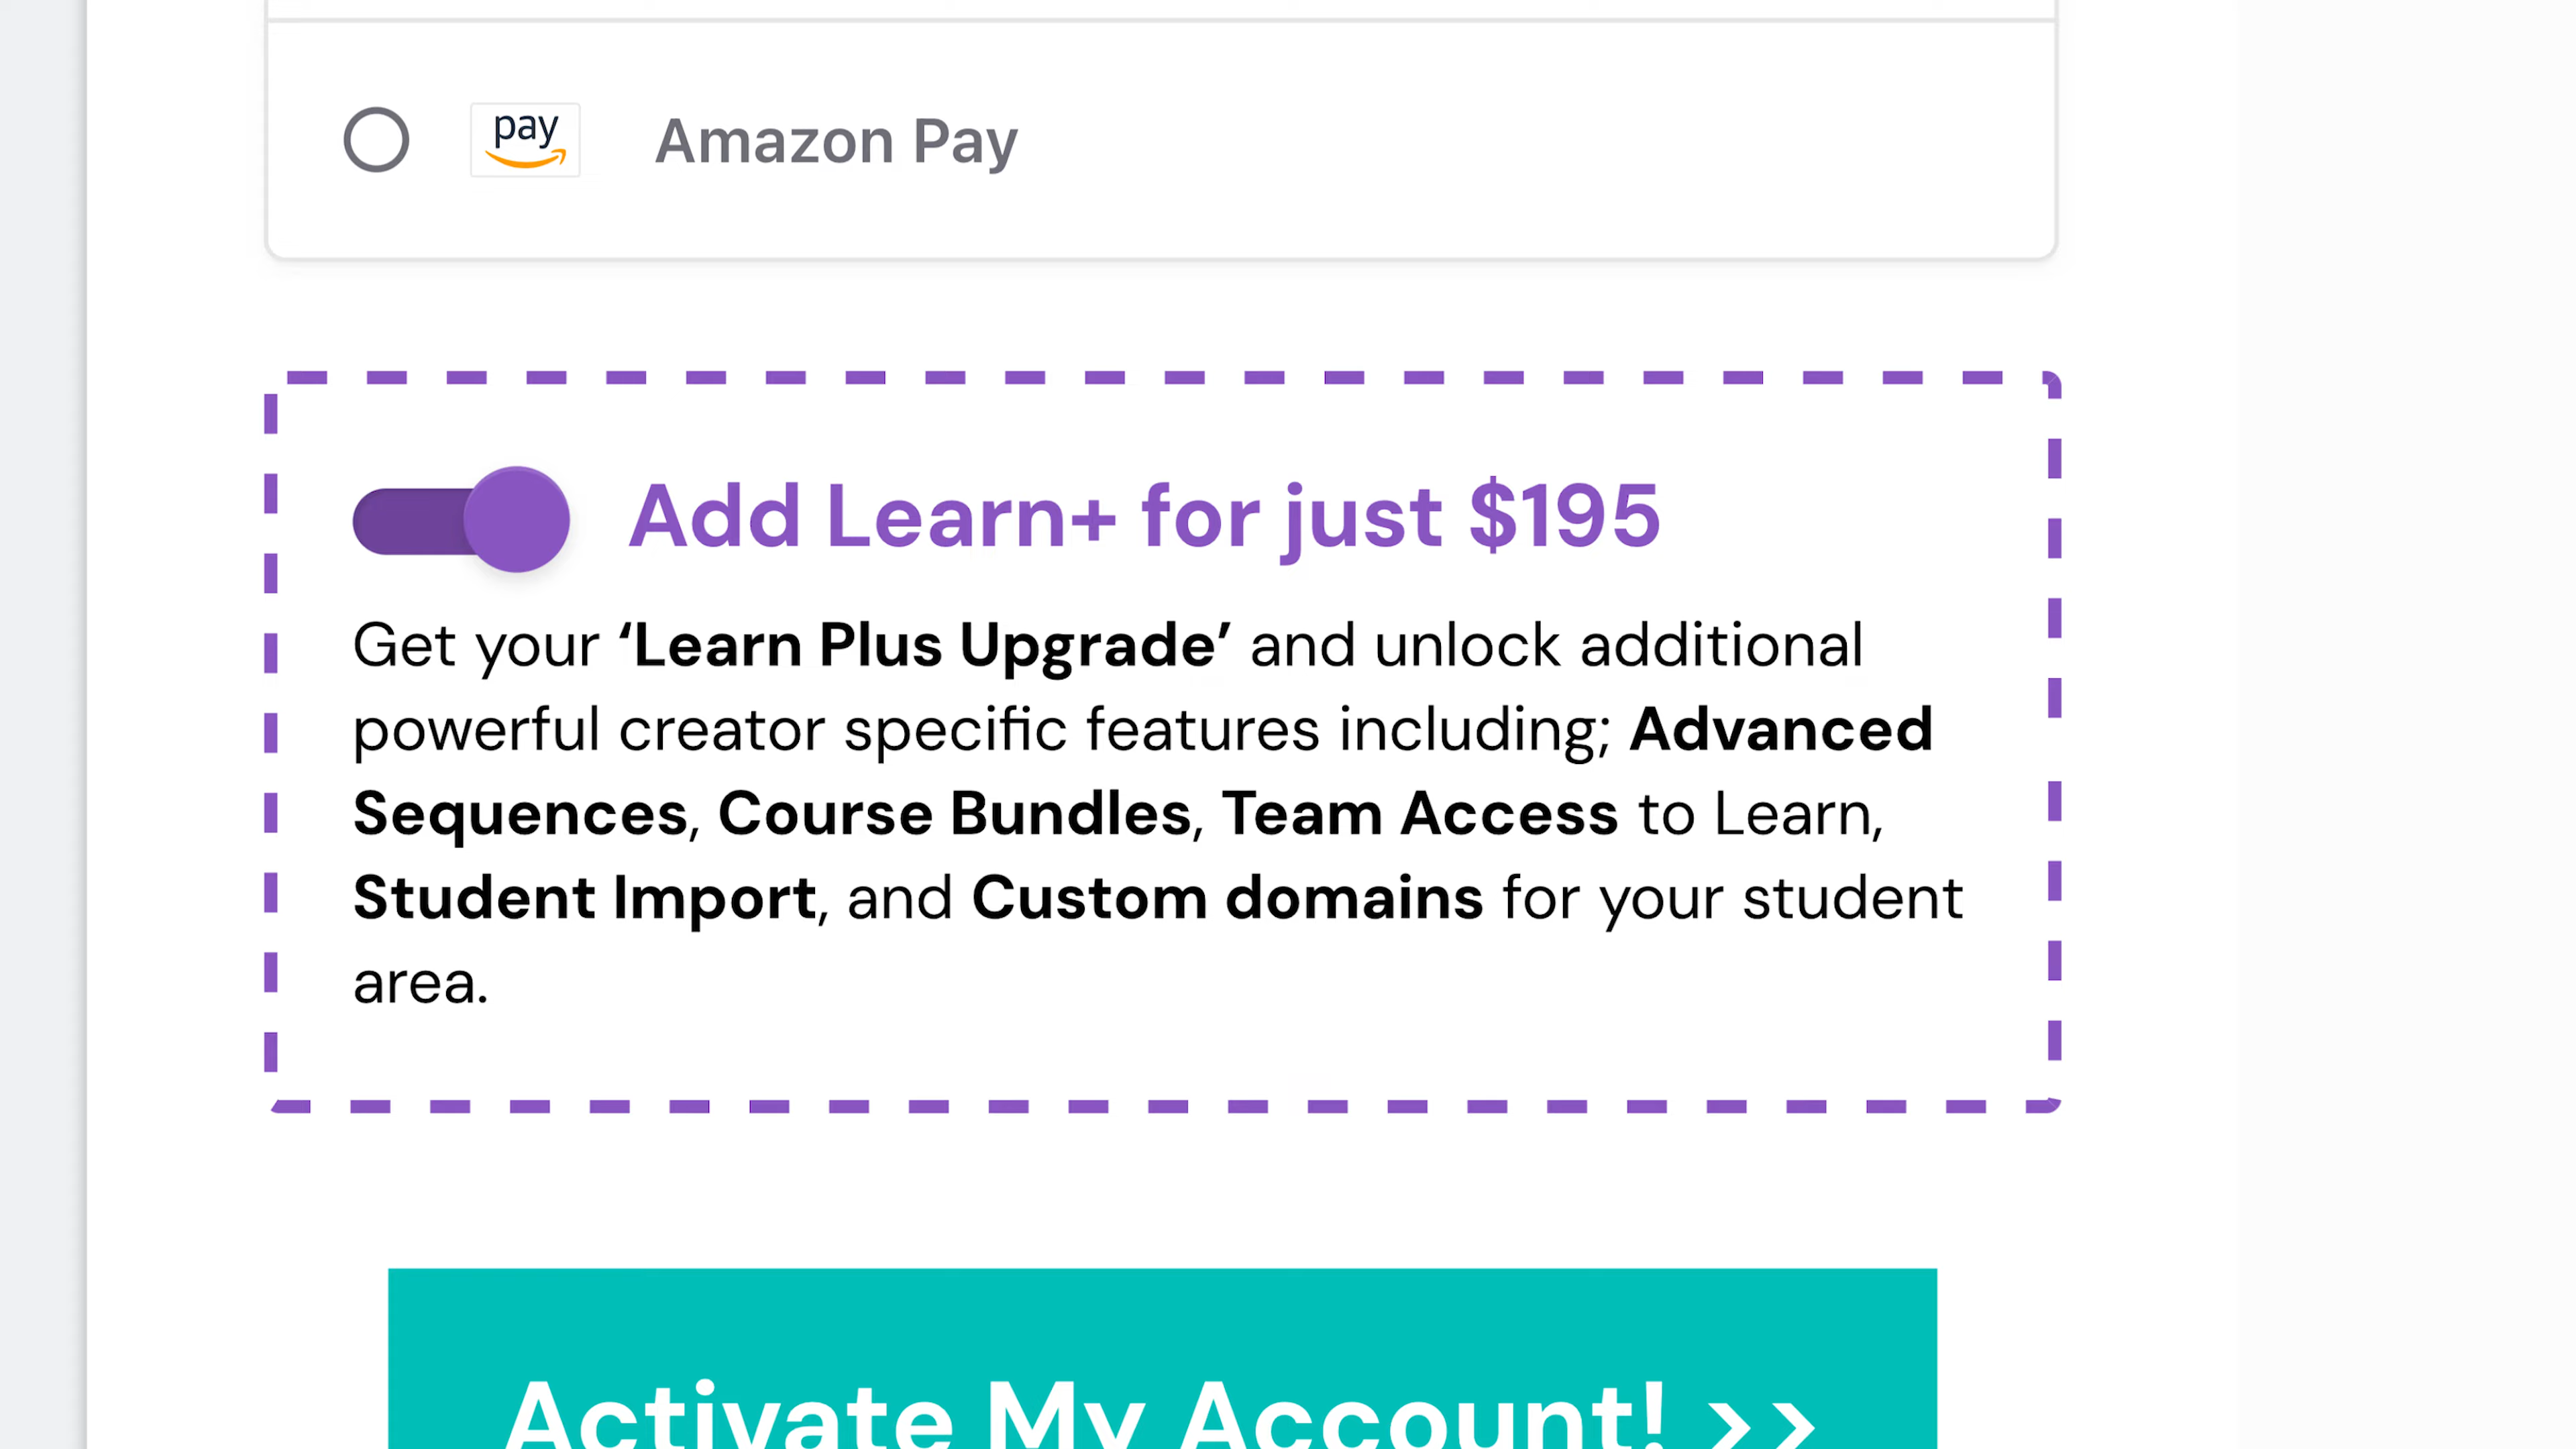 pay
Amazon Pay
Add Learn+ for just $195
Get your ‘Learn Plus Upgrade’ and unlock additional
powerful creator specific features including; Advanced
Sequences, Course Bundles, Team Access to Learn,
Student Import, and Custom domains for your student
area.
Activate My Account! >>